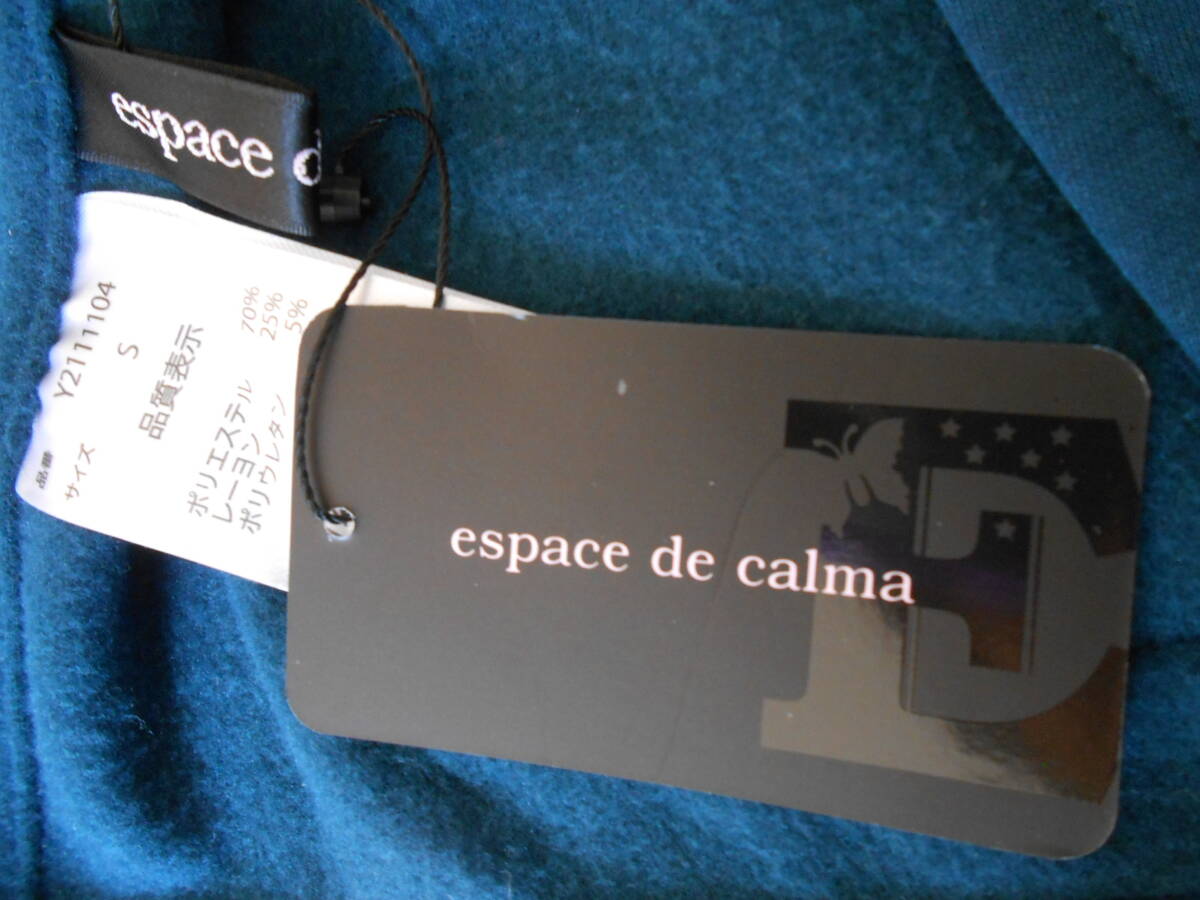 espace d
品番 Y2111104
サイズ S
品質表示
ポリエステル 70%
レーヨン 25%
ポリウレタン 5%
espace de calma